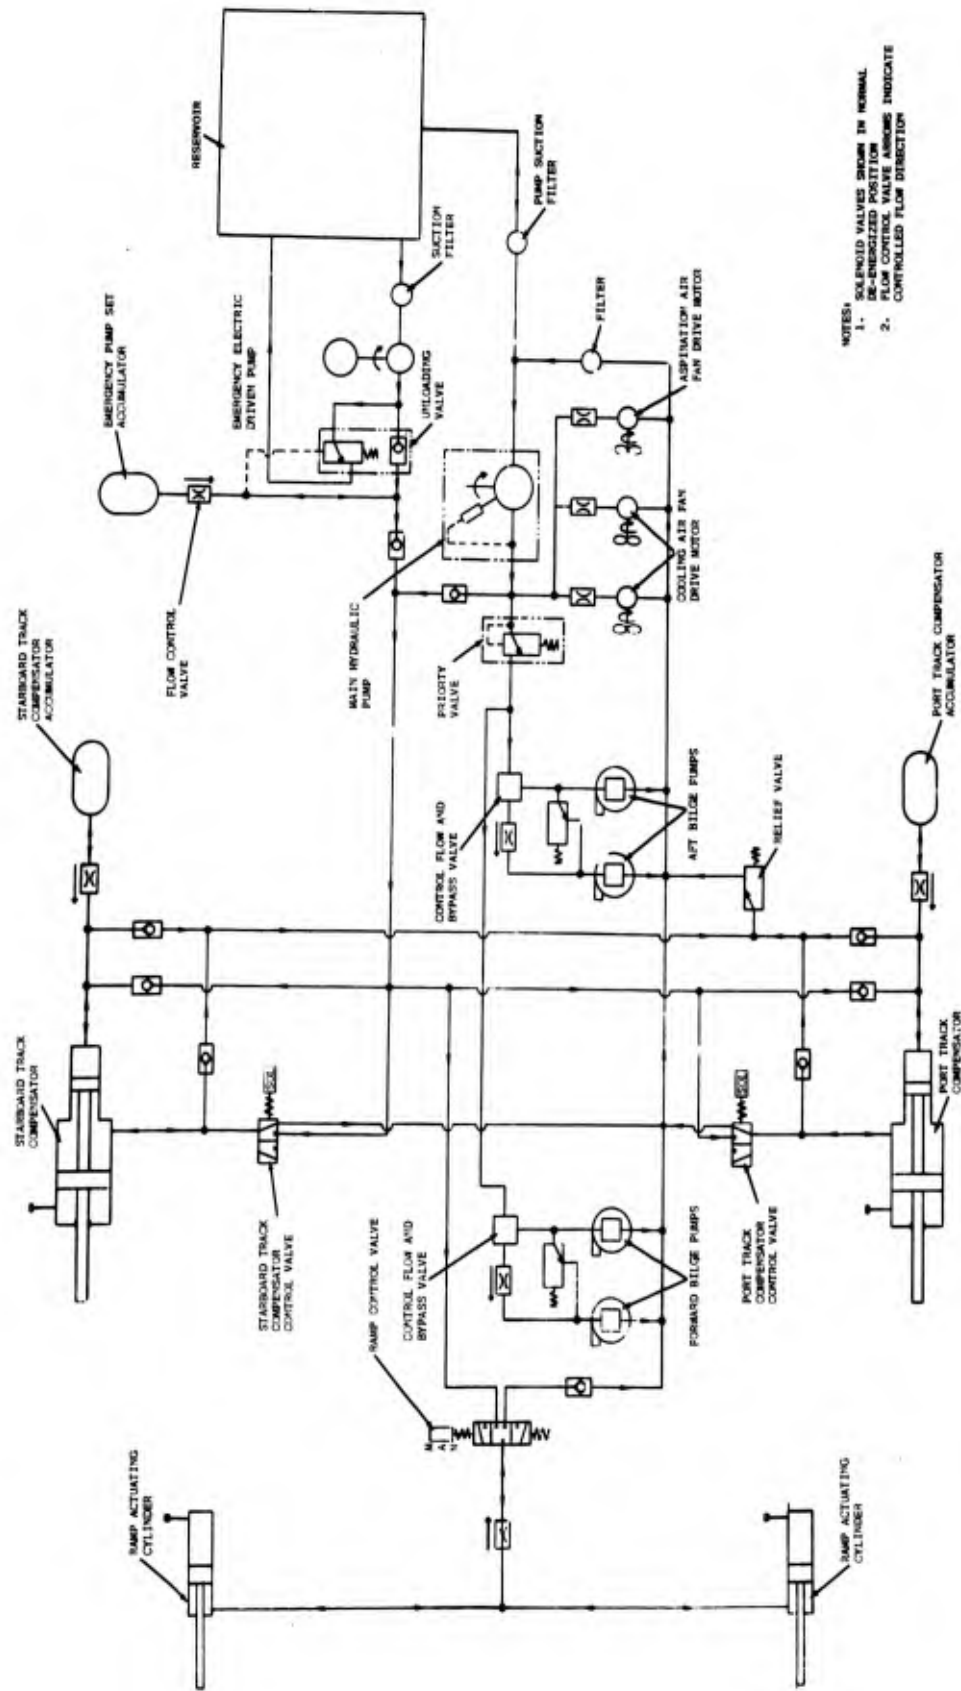 RAMP ACTUATING
CYLINDER
STARBOARD TRACK
COMPENSATOR
STARBOARD TRACK
COMPENSATOR
ACCUMULATOR
EMERGENCY PUMP SET
ACCUMULATOR
RESERVOIR
FLOW CONTROL
VALVE
EMERGENCY ELECTRIC
DRIVEN PUMP
SUCTION
FILTER
UNLOADING
VALVE
SOL
STARBOARD TRACK
COMPENSATOR
CONTROL VALVE
MAIN HYDRAULIC
PUMP
PRIORTY
VALVE
PUMP SUCTION
FILTER
RAMP CONTROL VALVE
M
A
N
CONTROL FLOW AND
BYPASS VALVE
CONTROL FLOW AND
BYPASS VALVE
FILTER
FORWARD BILGE PUMPS
AFT BILGE PUMPS
COOLING AIR FAN
DRIVE MOTOR
ASPIRATION AIR
FAN DRIVE MOTOR
SOL
PORT TRACK
COMPENSATOR
CONTROL VALVE
RELIEF VALVE
RAMP ACTUATING
CYLINDER
PORT TRACK
COMPENSATOR
PORT TRACK COMPENSATOR
ACCUMULATOR
NOTES:
1. SOLENOID VALVES SHOWN IN NORMAL
DE-ENERGIZED POSITION
2. FLOW CONTROL VALVE ARROWS INDICATE
CONTROLLED FLOW DIRECTION